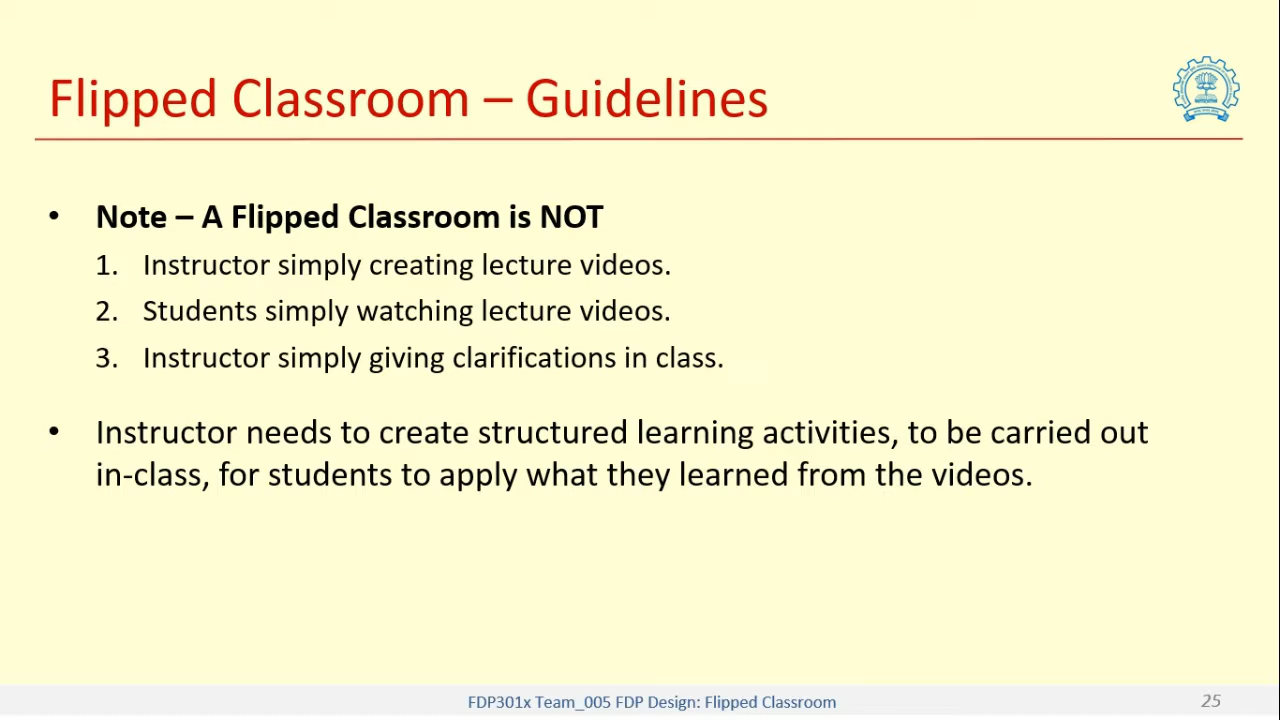 Flipped Classroom – Guidelines
• Note – A Flipped Classroom is NOT
1. Instructor simply creating lecture videos.
2. Students simply watching lecture videos.
3. Instructor simply giving clarifications in class.
• Instructor needs to create structured learning activities, to be carried out
in-class, for students to apply what they learned from the videos.
FDP301x Team_005 FDP Design: Flipped Classroom
25